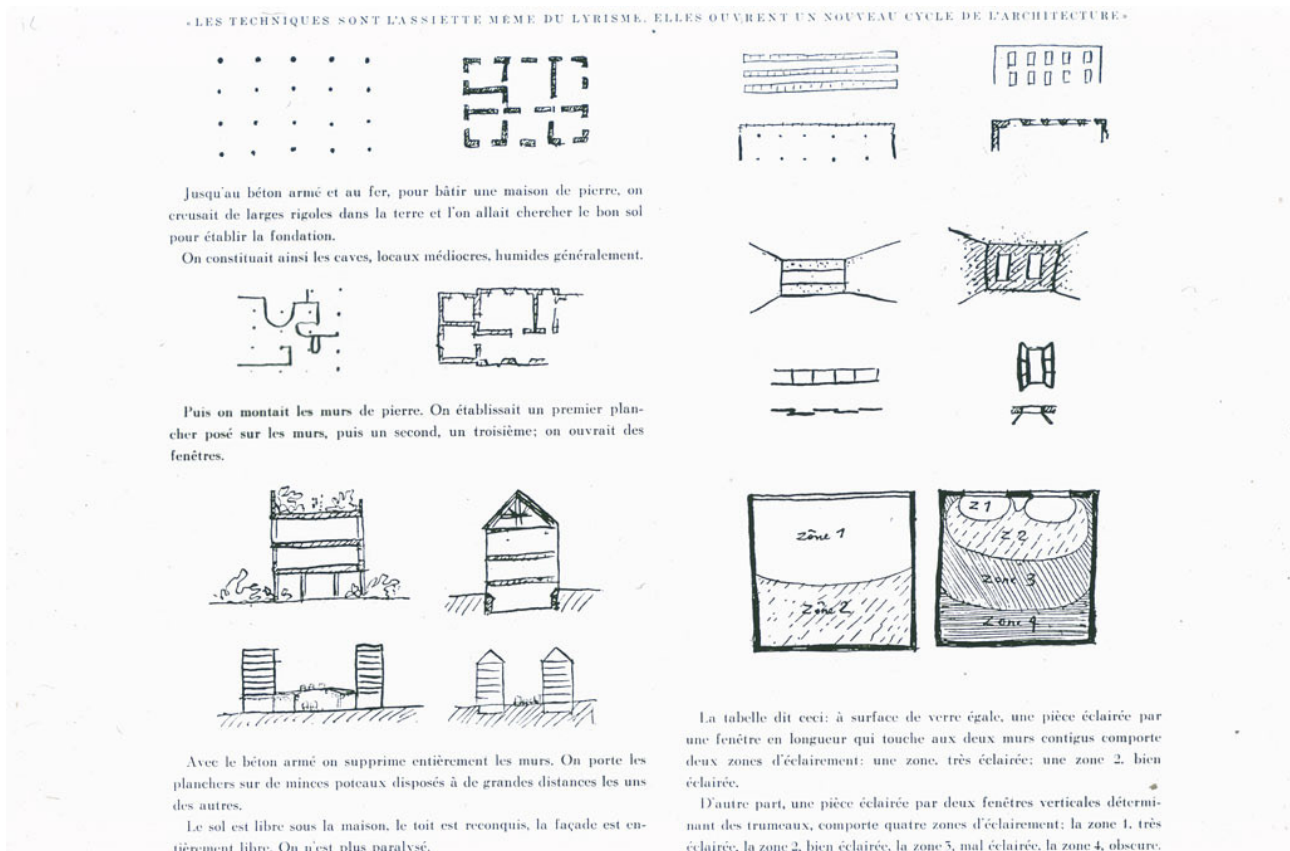 «LES TECHNIQUES SONT L'ASSIETTE MÊME DU LYRISME, ELLES OUVRENT UN NOUVEAU CYCLE DE L'ARCHITECTURE»
Jusqu'au béton armé et au fer, pour bâtir une maison de pierre, on
creusait de larges rigoles dans la terre et l'on allait chercher le bon sol
pour établir la fondation.
On constituait ainsi les caves, locaux médiocres, humides généralement.
Puis on montait les murs de pierre. On établissait un premier plan-
cher posé sur les murs, puis un second, un troisième; on ouvrait des
fenêtres.
Avec le béton armé on supprime entièrement les murs. On porte les
planchers sur de minces poteaux disposés à de grandes distances les uns
des autres.
Le sol est libre sous la maison, le toit est reconquis, la façade est en-
tièrement libre. On n'est plus paralysé.
zône 1
Zône 2
Z1
Z2
Zone 3
Zone 4
La tabelle dit ceci: à surface de verre égale, une pièce éclairée par
une fenêtre en longueur qui touche aux deux murs contigus comporte
deux zones d'éclairement: une zone, très éclairée; une zone 2, bien
éclairée.
D'autre part, une pièce éclairée par deux fenêtres verticales détermi-
nant des trumeaux, comporte quatre zones d'éclairement: la zone 1, très
éclairée, la zone 2, bien éclairée, la zone 3, mal éclairée, la zone 4, obscure.